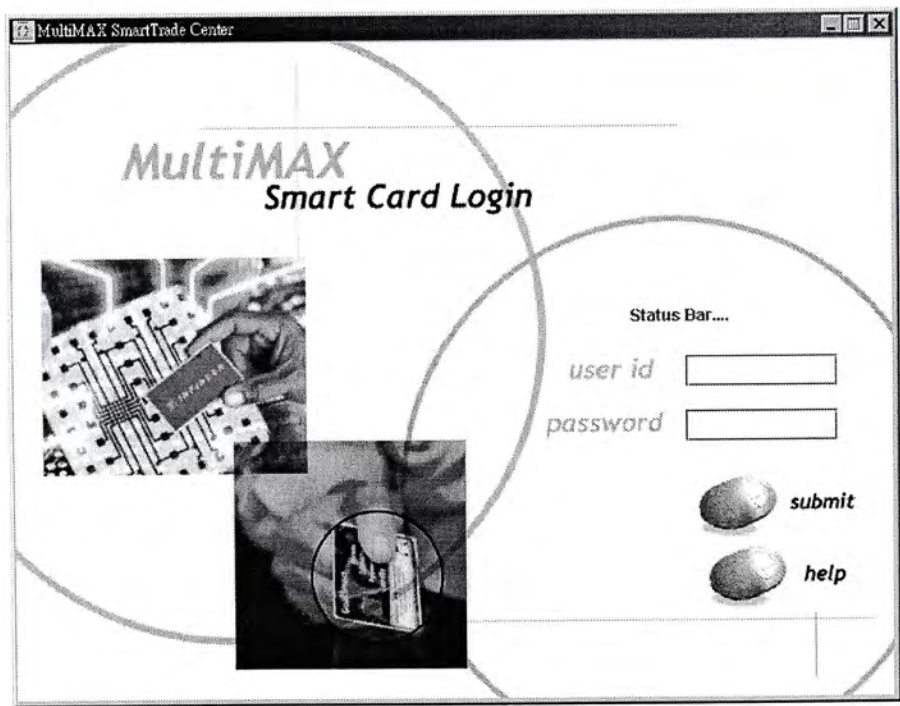 MultiMAX SmartTrade Center
MultiMAX
Smart Card Login
Status Bar....
user id
password
submit
help